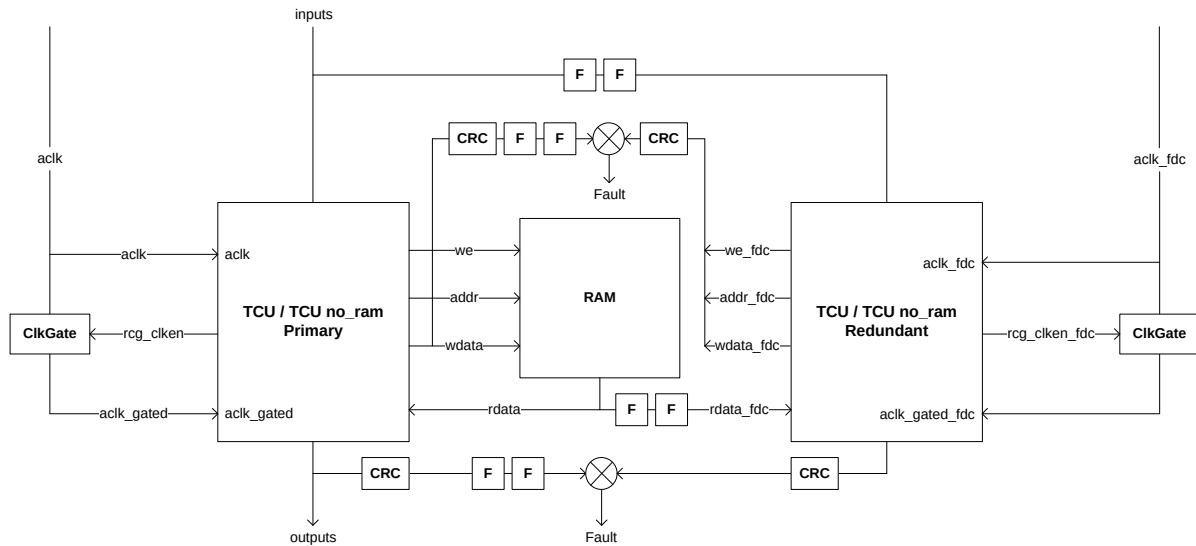 inputs
F F
CRC F F CRC
aclk
aclk_fdc
Fault
aclk
aclk
we
we_fdc
aclk_fdc
addr
RAM
addr_fdc
TCU / TCU no_ram
Primary
TCU / TCU no_ram
Redundant
ClkGate
rcg_clken
wdata
wdata_fdc
rcg_clken_fdc
ClkGate
aclk_gated
aclk_gated
rdata
F F
rdata_fdc
aclk_gated_fdc
CRC F F CRC
outputs
Fault